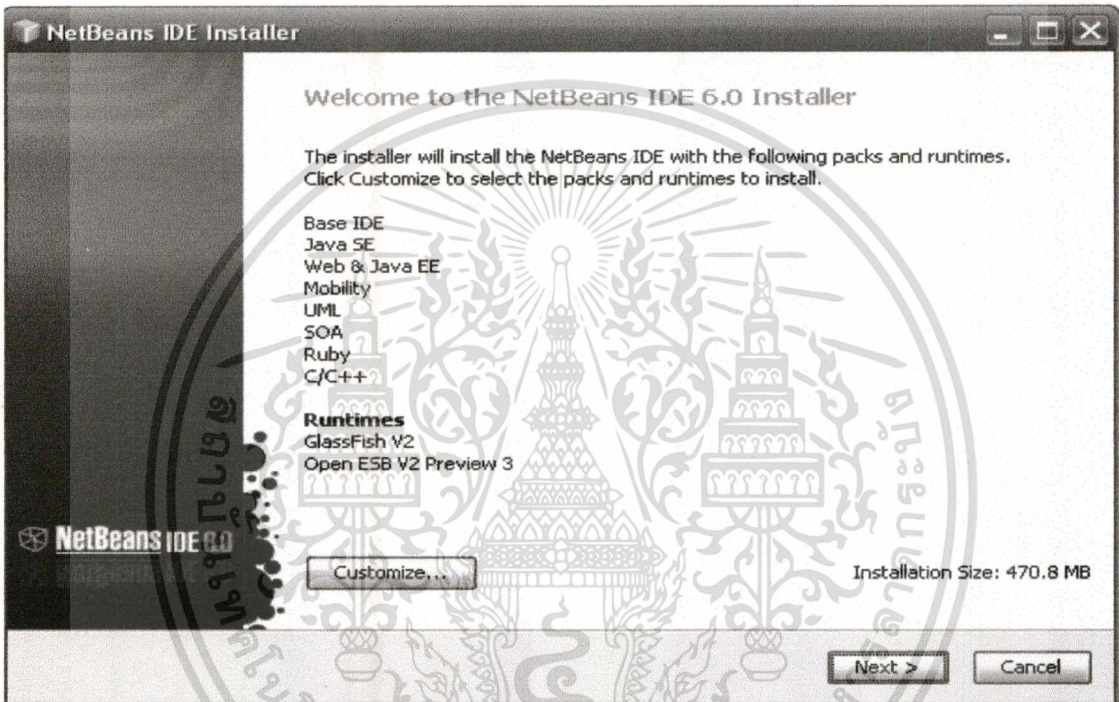 NetBeans IDE Installer
Welcome to the NetBeans IDE 6.0 Installer
The installer will install the NetBeans IDE with the following packs and runtimes.
Click Customize to select the packs and runtimes to install.
Base IDE
Java SE
Web & Java EE
Mobility
UML
SOA
Ruby
C/C++
Runtimes
GlassFish V2
Open ESB V2 Preview 3
NetBeans IDE 6.0
Customize...
Installation Size: 470.8 MB
Next >
Cancel